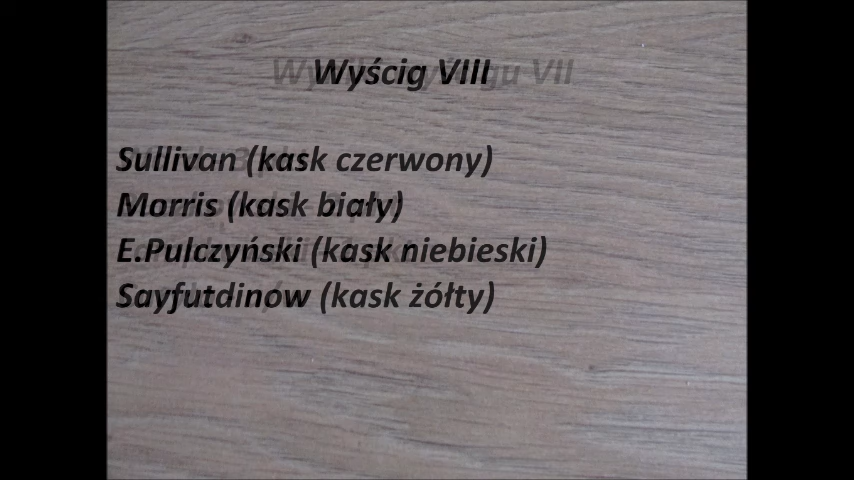 Wyścig VIII
Sullivan (kask czerwony)
Morris (kask biały)
E.Pulczyński (kask niebieski)
Sayfutdinow (kask żółty)